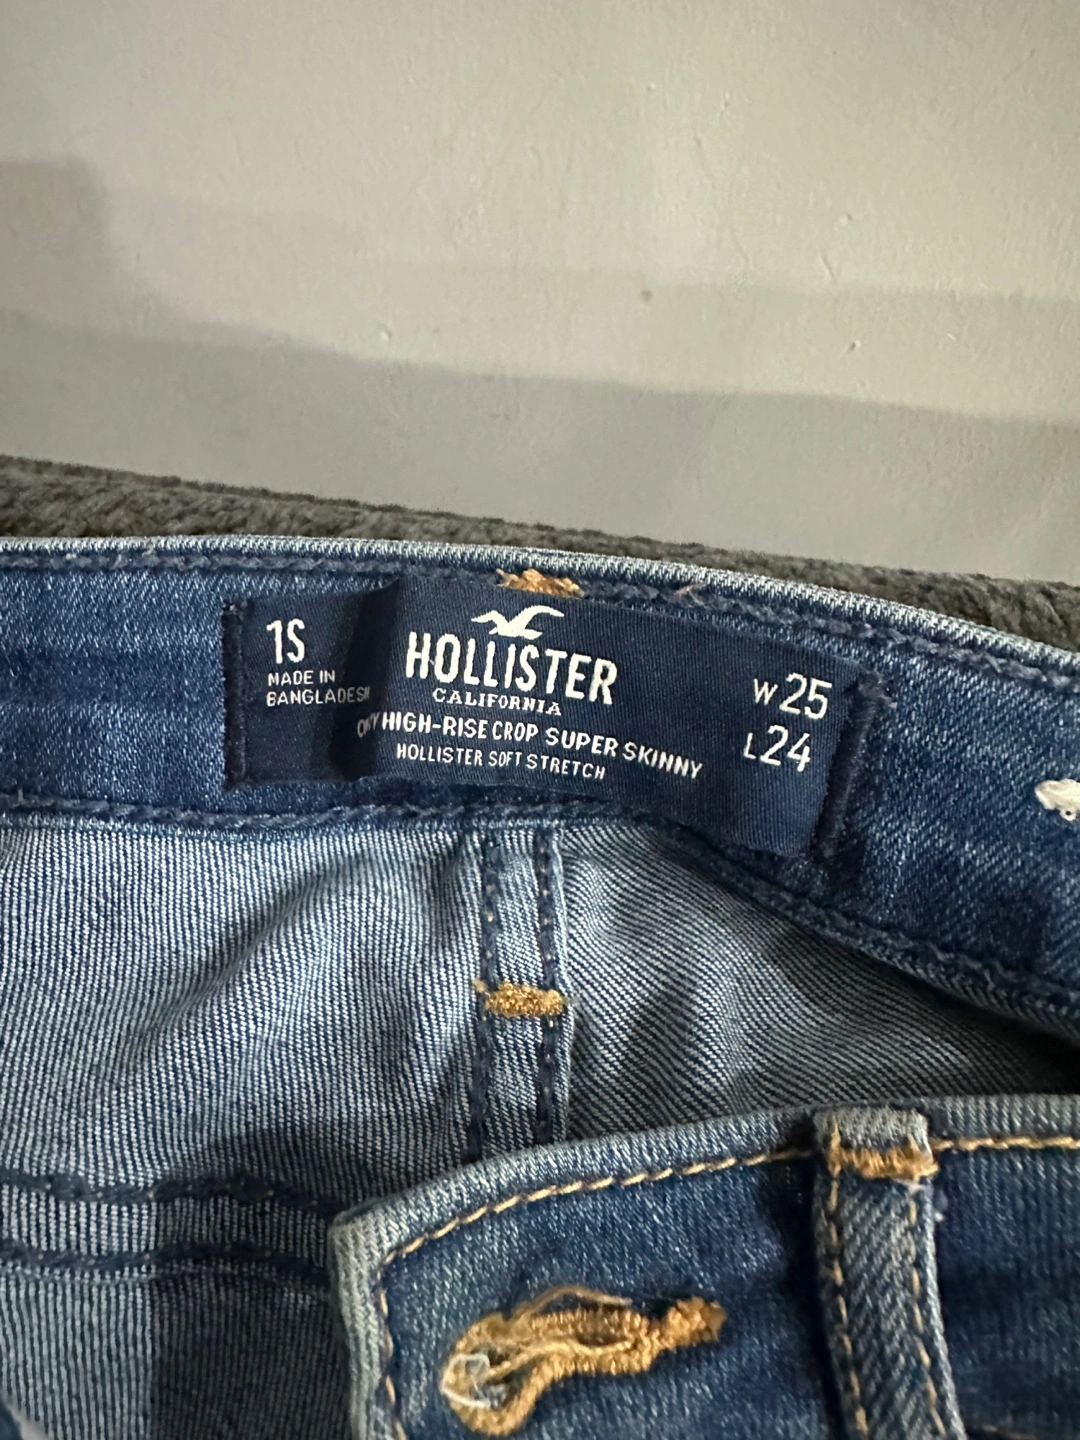 1S
MADE IN
BANGLADESH
HOLLISTER
CALIFORNIA
HIGH-RISE CROP SUPER SKINNY
HOLLISTER SOFT STRETCH
W25
L24